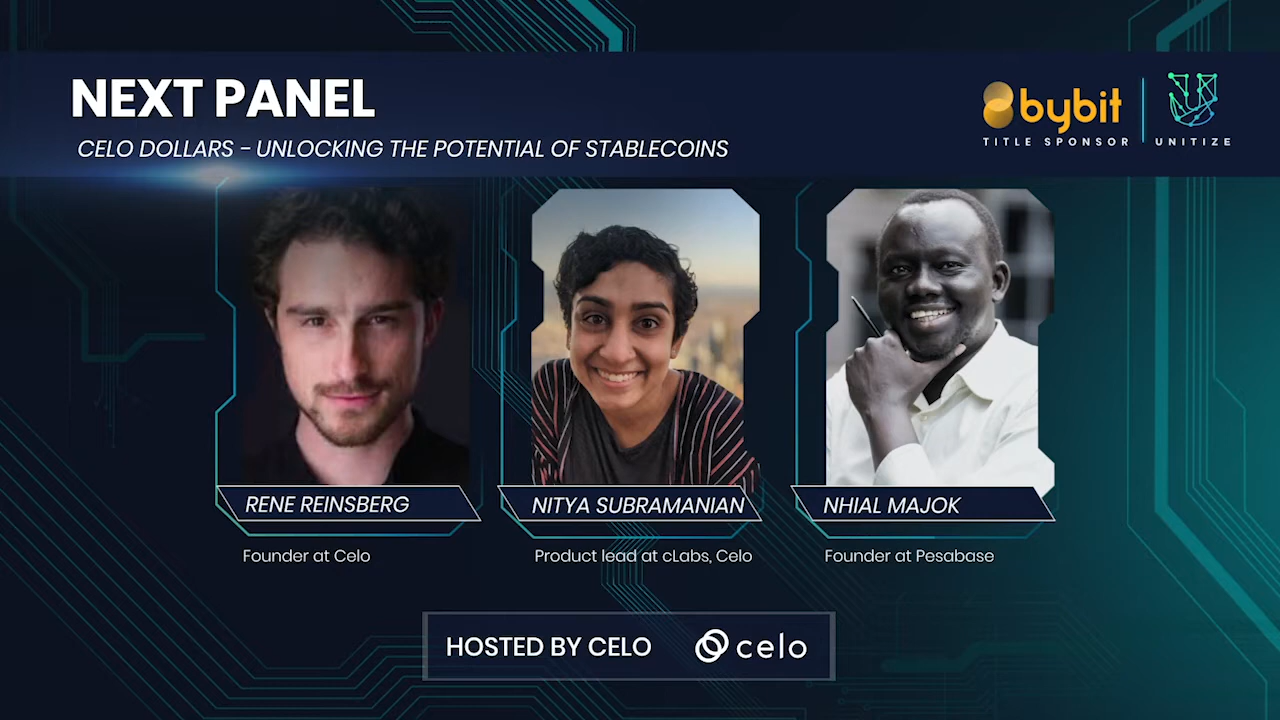 NEXT PANEL
CELO DOLLARS - UNLOCKING THE POTENTIAL OF STABLECOINS
bybit
TITLE SPONSOR
UNITIZE
RENE REINSBERG
Founder at Celo
NITYA SUBRAMANIAN
Product lead at cLabs, Celo
NHIAL MAJOK
Founder at Pesabase
HOSTED BY CELO
celo